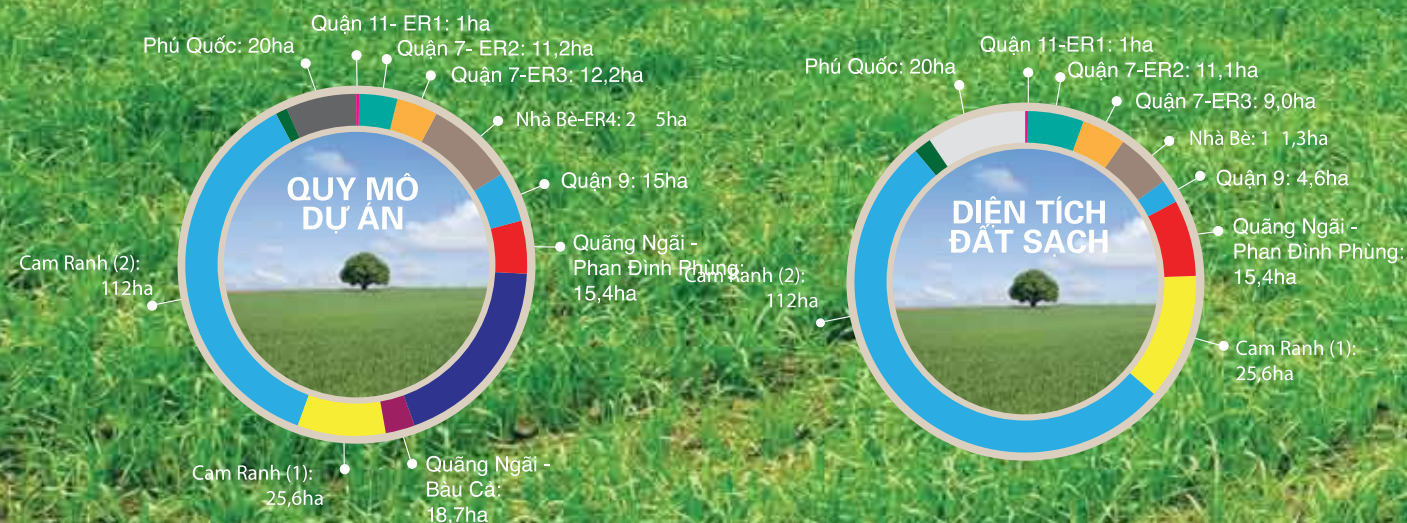 Quận 11- ER1: 1ha
Phú Quốc: 20ha
Quận 7- ER2: 11,2ha
Quận 7-ER3: 12,2ha
Nhà Bè-ER4: 2 5ha
Quận 9: 15ha
Quãng Ngãi -
Phan Đình Phùng:
15,4ha
QUY MÔ
DỰ ÁN
Cam Ranh (2):
112ha
Cam Ranh (1):
25,6ha
Quãng Ngãi -
Bàu Cả:
18,7ha
Quận 11-ER1: 1ha
Phú Quốc: 20ha
Quận 7-ER2: 11,1ha
Quận 7-ER3: 9,0ha
Nhà Bè: 1 1,3ha
Quận 9: 4,6ha
Quãng Ngãi -
Phan Đình Phùng:
15,4ha
DIỆN TÍCH
ĐẤT SẠCH
Cam Ranh (2):
112ha
Cam Ranh (1):
25,6ha